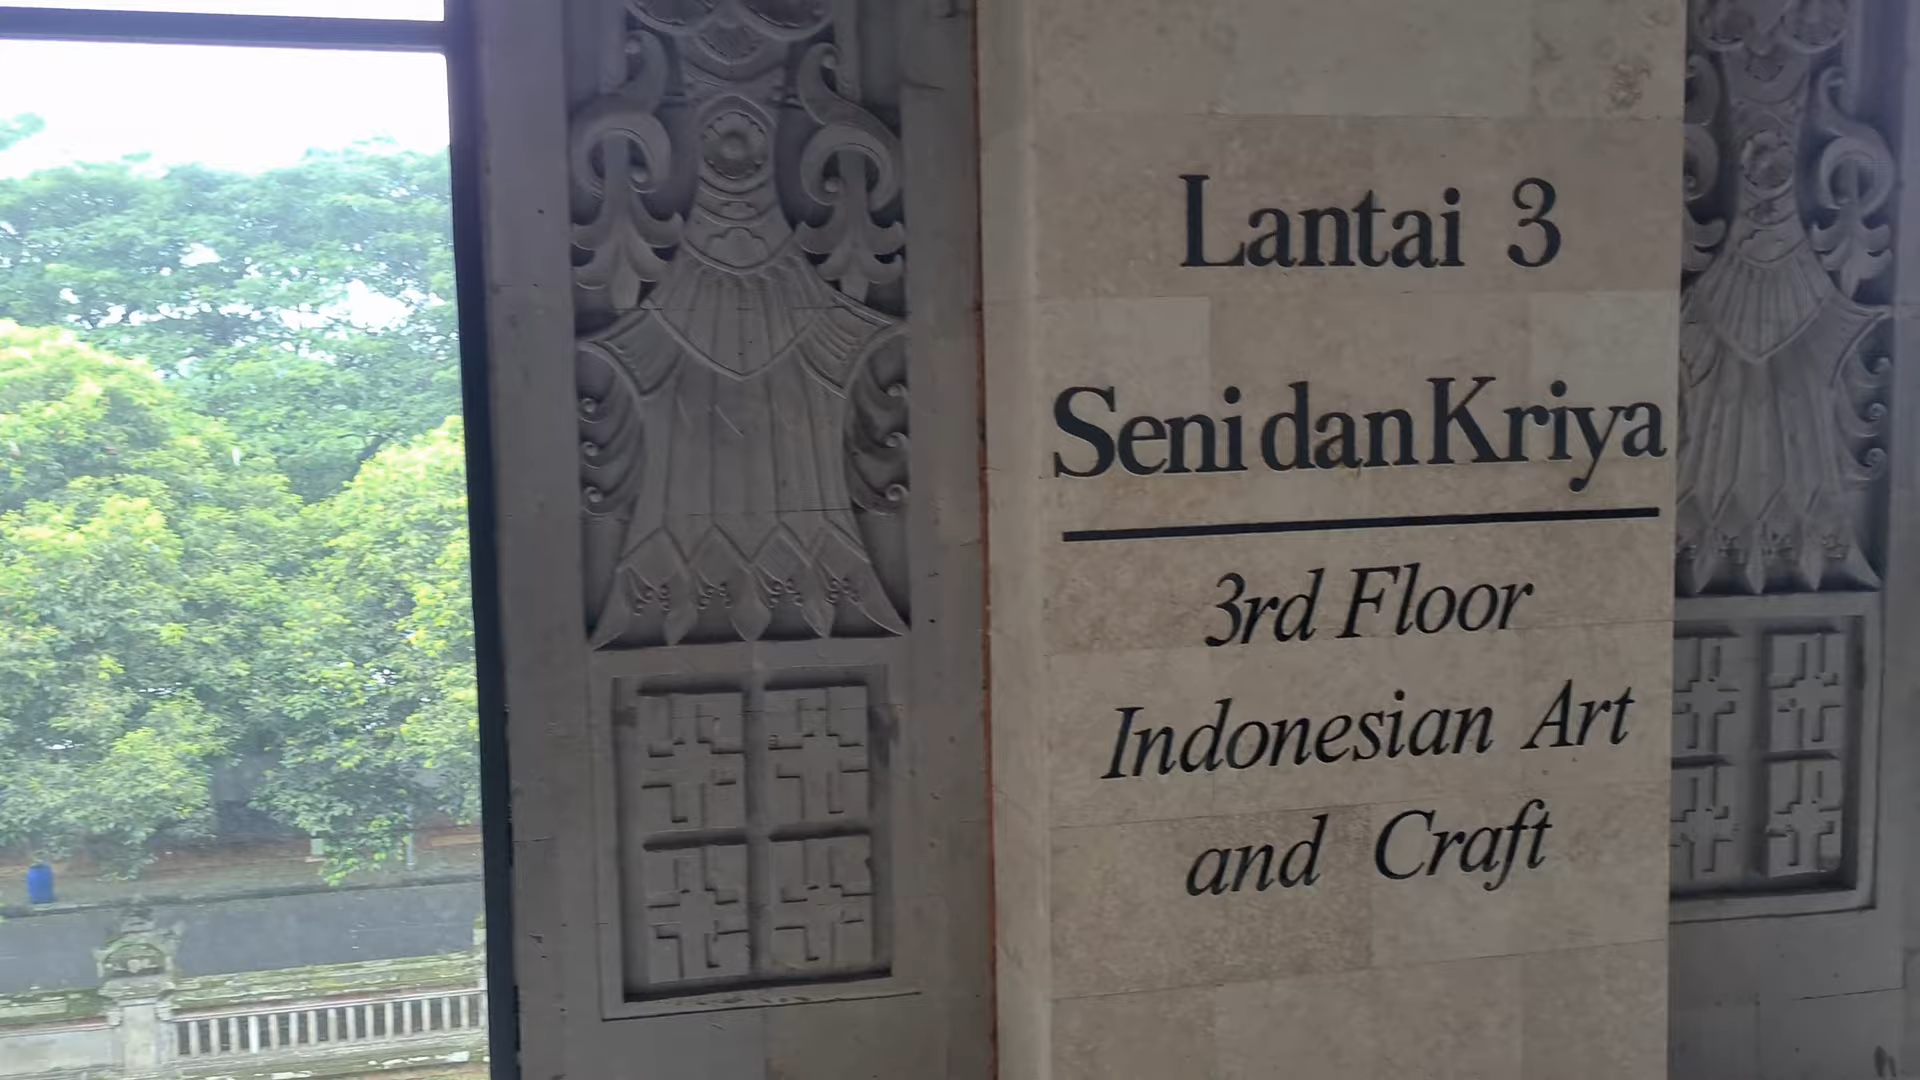 Lantai 3
Seni dan Kriya
3rd Floor
Indonesian Art
and Craft